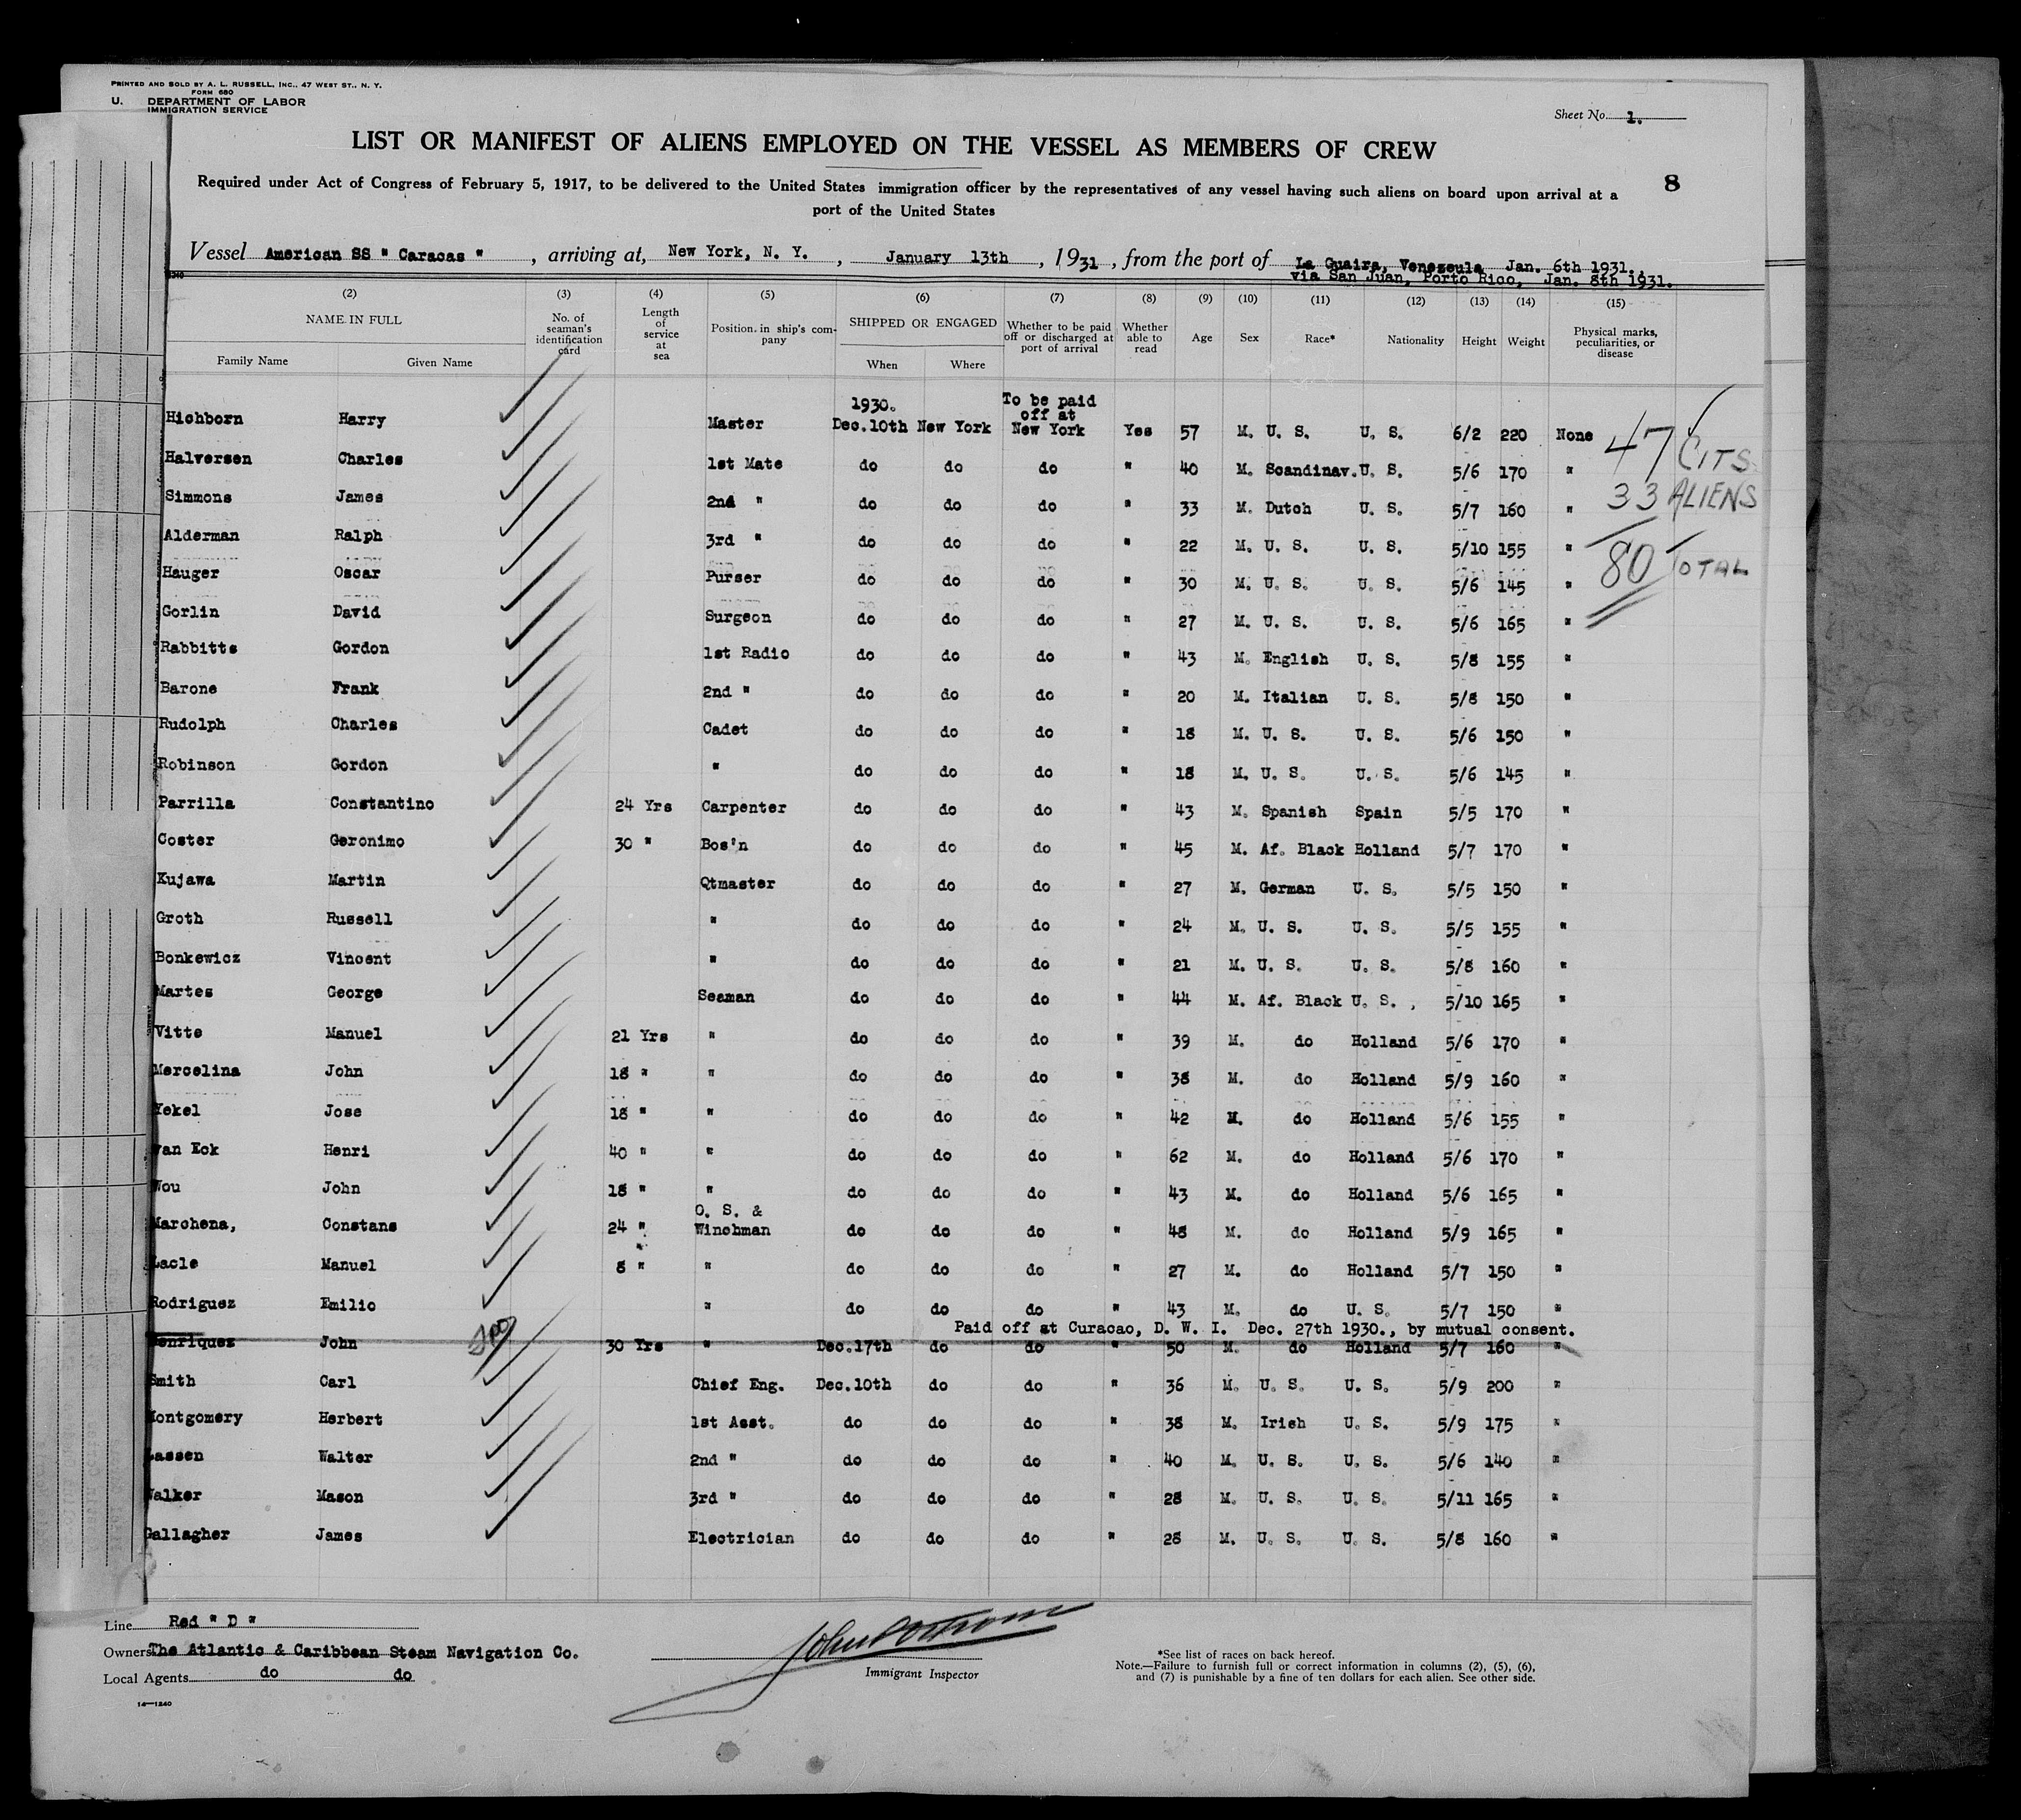 PRINTED AND SOLD BY A. L. RUSSELL, INC., 47 WEST ST., N. Y.
FORM 680
U. DEPARTMENT OF LABOR
IMMIGRATION SERVICE
Sheet No. 1.
LIST OR MANIFEST OF ALIENS EMPLOYED ON THE VESSEL AS MEMBERS OF CREW
8
Required under Act of Congress of February 5, 1917, to be delivered to the United States immigration officer by the representatives of any vessel having such aliens on board upon arrival at a
port of the United States
Vessel American SS " Caracas " , arriving at, New York, N. Y. , January 13th , 1931 , from the port of La Guaira, Venezeula Jan. 6th 1931.,
via San Juan, Porto Rico, Jan. 8th 1931.
(2) (3) (4) (5) (6) (7) (8) (9) (10) (11) (12) (13) (14) (15)
NAME IN FULL
Family Name Given Name
No. of seaman's identification card
Length of service at sea
Position in ship's company
SHIPPED OR ENGAGED
When Where
Whether to be paid off or discharged at port of arrival
Whether able to read
Age Sex Race* Nationality Height Weight
Physical marks, peculiarities, or disease
1930. To be paid off at
Hichborn Harry Master Dec.10th New York New York Yes 57 M. U. S. U. S. 6/2 220 None
Halversen Charles 1st Mate do do do " 40 M. Scandinav. U. S. 5/6 170 "
Simmons James 2nd " do do do " 33 M. Dutch U. S. 5/7 160 "
Alderman Ralph 3rd " do do do " 22 M. U. S. U. S. 5/10 155 "
Hauger Oscar Purser do do do " 30 M. U. S. U. S. 5/6 145 "
Gorlin David Surgeon do do do " 27 M. U. S. U. S. 5/6 165 "
Rabbitts Gordon 1st Radio do do do " 43 M. English U. S. 5/8 155 "
Barone Frank 2nd " do do do " 20 M. Italian U. S. 5/8 150 "
Rudolph Charles Cadet do do do " 18 M. U. S. U. S. 5/6 150 "
Robinson Gordon " do do do " 18 M. U. S. U. S. 5/6 145 "
Parrilla Constantino 24 Yrs Carpenter do do do " 43 M. Spanish Spain 5/5 170 "
Coster Geronimo 30 " Bos'n do do do " 45 M. Af. Black Holland 5/7 170 "
Kujawa Martin Qtmaster do do do " 27 M. German U. S. 5/5 150 "
Groth Russell " do do do " 24 M. U. S. U. S. 5/5 155 "
Bonkewicz Vincent " do do do " 21 M. U. S. U. S. 5/8 160 "
Martes George Seaman do do do " 44 M. Af. Black U. S. , 5/10 165 "
Vitte Manuel 21 Yrs " do do do " 39 M. do Holland 5/6 170 "
Mercelina John 18 " " do do do " 38 M. do Holland 5/9 160 "
Yekel Jose 18 " " do do do " 42 M. do Holland 5/6 155 "
Van Eck Henri 40 " " do do do " 62 M. do Holland 5/6 170 "
Wou John 18 " " do do do " 43 M. do Holland 5/6 165 "
O. S. &
Marchena, Constans 24 " Winchman do do do " 48 M. do Holland 5/9 165 "
Lacle Manuel 8 " " do do do " 27 M. do Holland 5/7 150 "
Rodriguez Emilio " do do do " 43 M. do U. S. 5/7 150 "
Paid off at Curacao, D. W. I. Dec. 27th 1930., by mutual consent.
Henriquez John 30 Yrs " Dec.17th do do " 50 M. do Holland 5/7 160 "
Smith Carl Chief Eng. Dec.10th do do " 36 M. U. S. U. S. 5/9 200 "
Montgomery Herbert 1st Asst. do do do " 38 M. Irish U. S. 5/9 175 "
Lassen Walter 2nd " do do do " 40 M. U. S. U. S. 5/6 140 "
Walker Mason 3rd " do do do " 28 M. U. S. U. S. 5/11 165 "
Gallagher James Electrician do do do " 28 M. U. S. U. S. 5/8 160 "
47 CITS
33 ALIENS
80 TOTAL
Line Red " D "
Owners The Atlantic & Caribbean Steam Navigation Co.
Local Agents do do
Immigrant Inspector
*See list of races on back hereof.
Note.—Failure to furnish full or correct information in columns (2), (5), (6),
and (7) is punishable by a fine of ten dollars for each alien. See other side.
14—1240